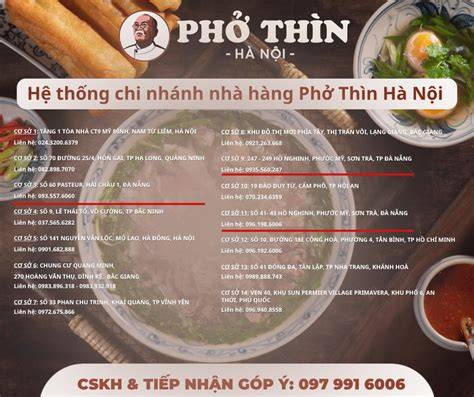 PHỞ THÌN
- HÀ NỘI -
Hệ thống chi nhánh nhà hàng Phở Thìn Hà Nội
CƠ SỞ 1: TẦNG 1 TÒA NHÀ CT9 MỸ ĐÌNH, NAM TỪ LIÊM, HÀ NỘI
Liên hệ: 024.3200.6379
CƠ SỞ 2: SỐ 70 ĐƯỜNG 25/4, HÒN GAI, TP HẠ LONG, QUẢNG NINH
Liên hệ: 082.898.7070
CƠ SỞ 3: SỐ 60 PASTEUR, HẢI CHÂU 1, ĐÀ NẴNG
Liên hệ: 093.557.6060
CƠ SỞ 4: SỐ 9, LÊ THÁI TỔ, VÕ CƯỜNG, TP BẮC NINH
Liên hệ: 037.565.6282
CƠ SỞ 5: SỐ 141 NGUYỄN VĂN LỘC, MỘ LAO, HÀ ĐÔNG, HÀ NỘI
Liên hệ: 0901.682.888
CƠ SỞ 6: CHUNG CƯ QUANG MINH,
270 HOÀNG VĂN THỤ, DĨNH KẾ , BẮC GIANG
Liên hệ: 0983.896.318 - 0983.932.918
CƠ SỞ 7: SỐ 33 PHAN CHU TRINH, KHAI QUANG, TP VĨNH YÊN
Liên hệ: 0972.675.866
CƠ SỞ 8: KHU ĐÔ THỊ MỚI PHÍA TÂY, THỊ TRẤN VÔI, LẠNG GIANG, BẮC GIANG
Liên hệ: 0921.263.668
CƠ SỞ 9: 247 - 249 HỒ NGHINH, PHƯỚC MỸ, SƠN TRÀ, TP ĐÀ NẴNG
Liên hệ: 0935.560.247
CƠ SỞ 10: 19 ĐÀO DUY TỪ, CẨM PHÔ, TP HỘI AN
Liên hệ: 070.234.6359
CƠ SỞ 11: SỐ 41- 43 HỒ NGHINH, PHƯỚC MỸ, SƠN TRÀ, ĐÀ NẴNG
Liên hệ: 096.198.6006
CƠ SỞ 12: SỐ 10, ĐƯỜNG 18E CỘNG HOÀ, PHƯỜNG 4, TÂN BÌNH, TP HỒ CHÍ MINH
Liên hệ: 096.198.6006
CƠ SỞ 13: SỐ 41 ĐỐNG ĐA, TÂN LẬP, TP NHA TRANG, KHÁNH HOÀ
Liên hệ: 0989.888.743
CƠ SỞ 14: VEN 40, KHU SUN PERMIER VILLAGE PRIMAVERA, KHU PHỐ 6, AN
THỚI, PHÚ QUỐC
Liên hệ: 096.940.8558
CSKH & TIẾP NHẬN GÓP Ý: 097 991 6006